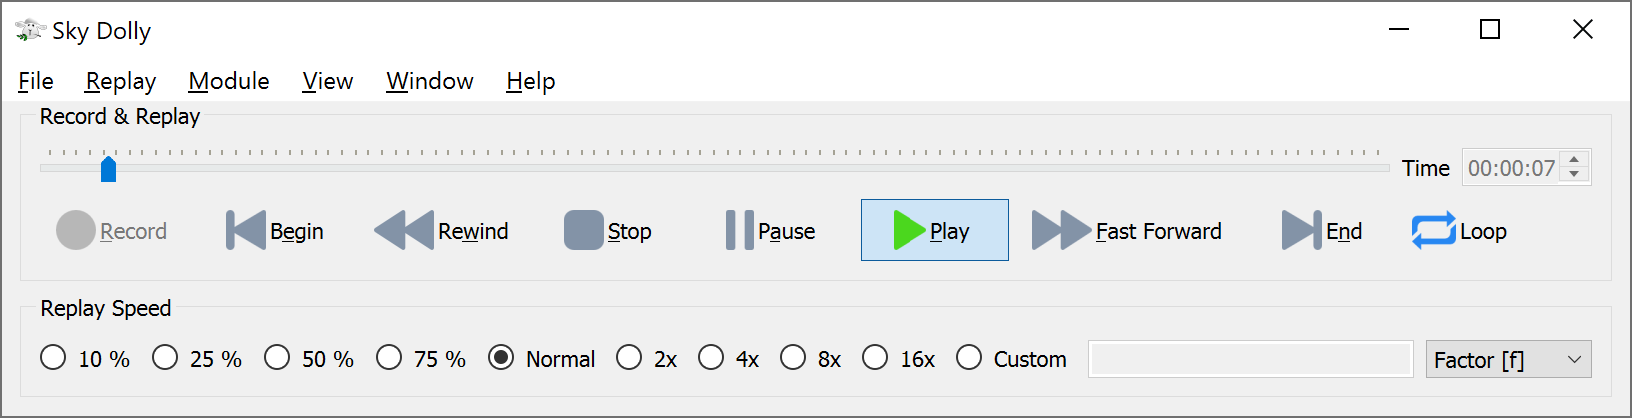 Sky Dolly
File Replay Module View Window Help
Record & Replay
Time 00:00:07
Record Begin Rewind Stop Pause Play Fast Forward End Loop
Replay Speed
10 % 25 % 50 % 75 % Normal 2x 4x 8x 16x Custom Factor [f]